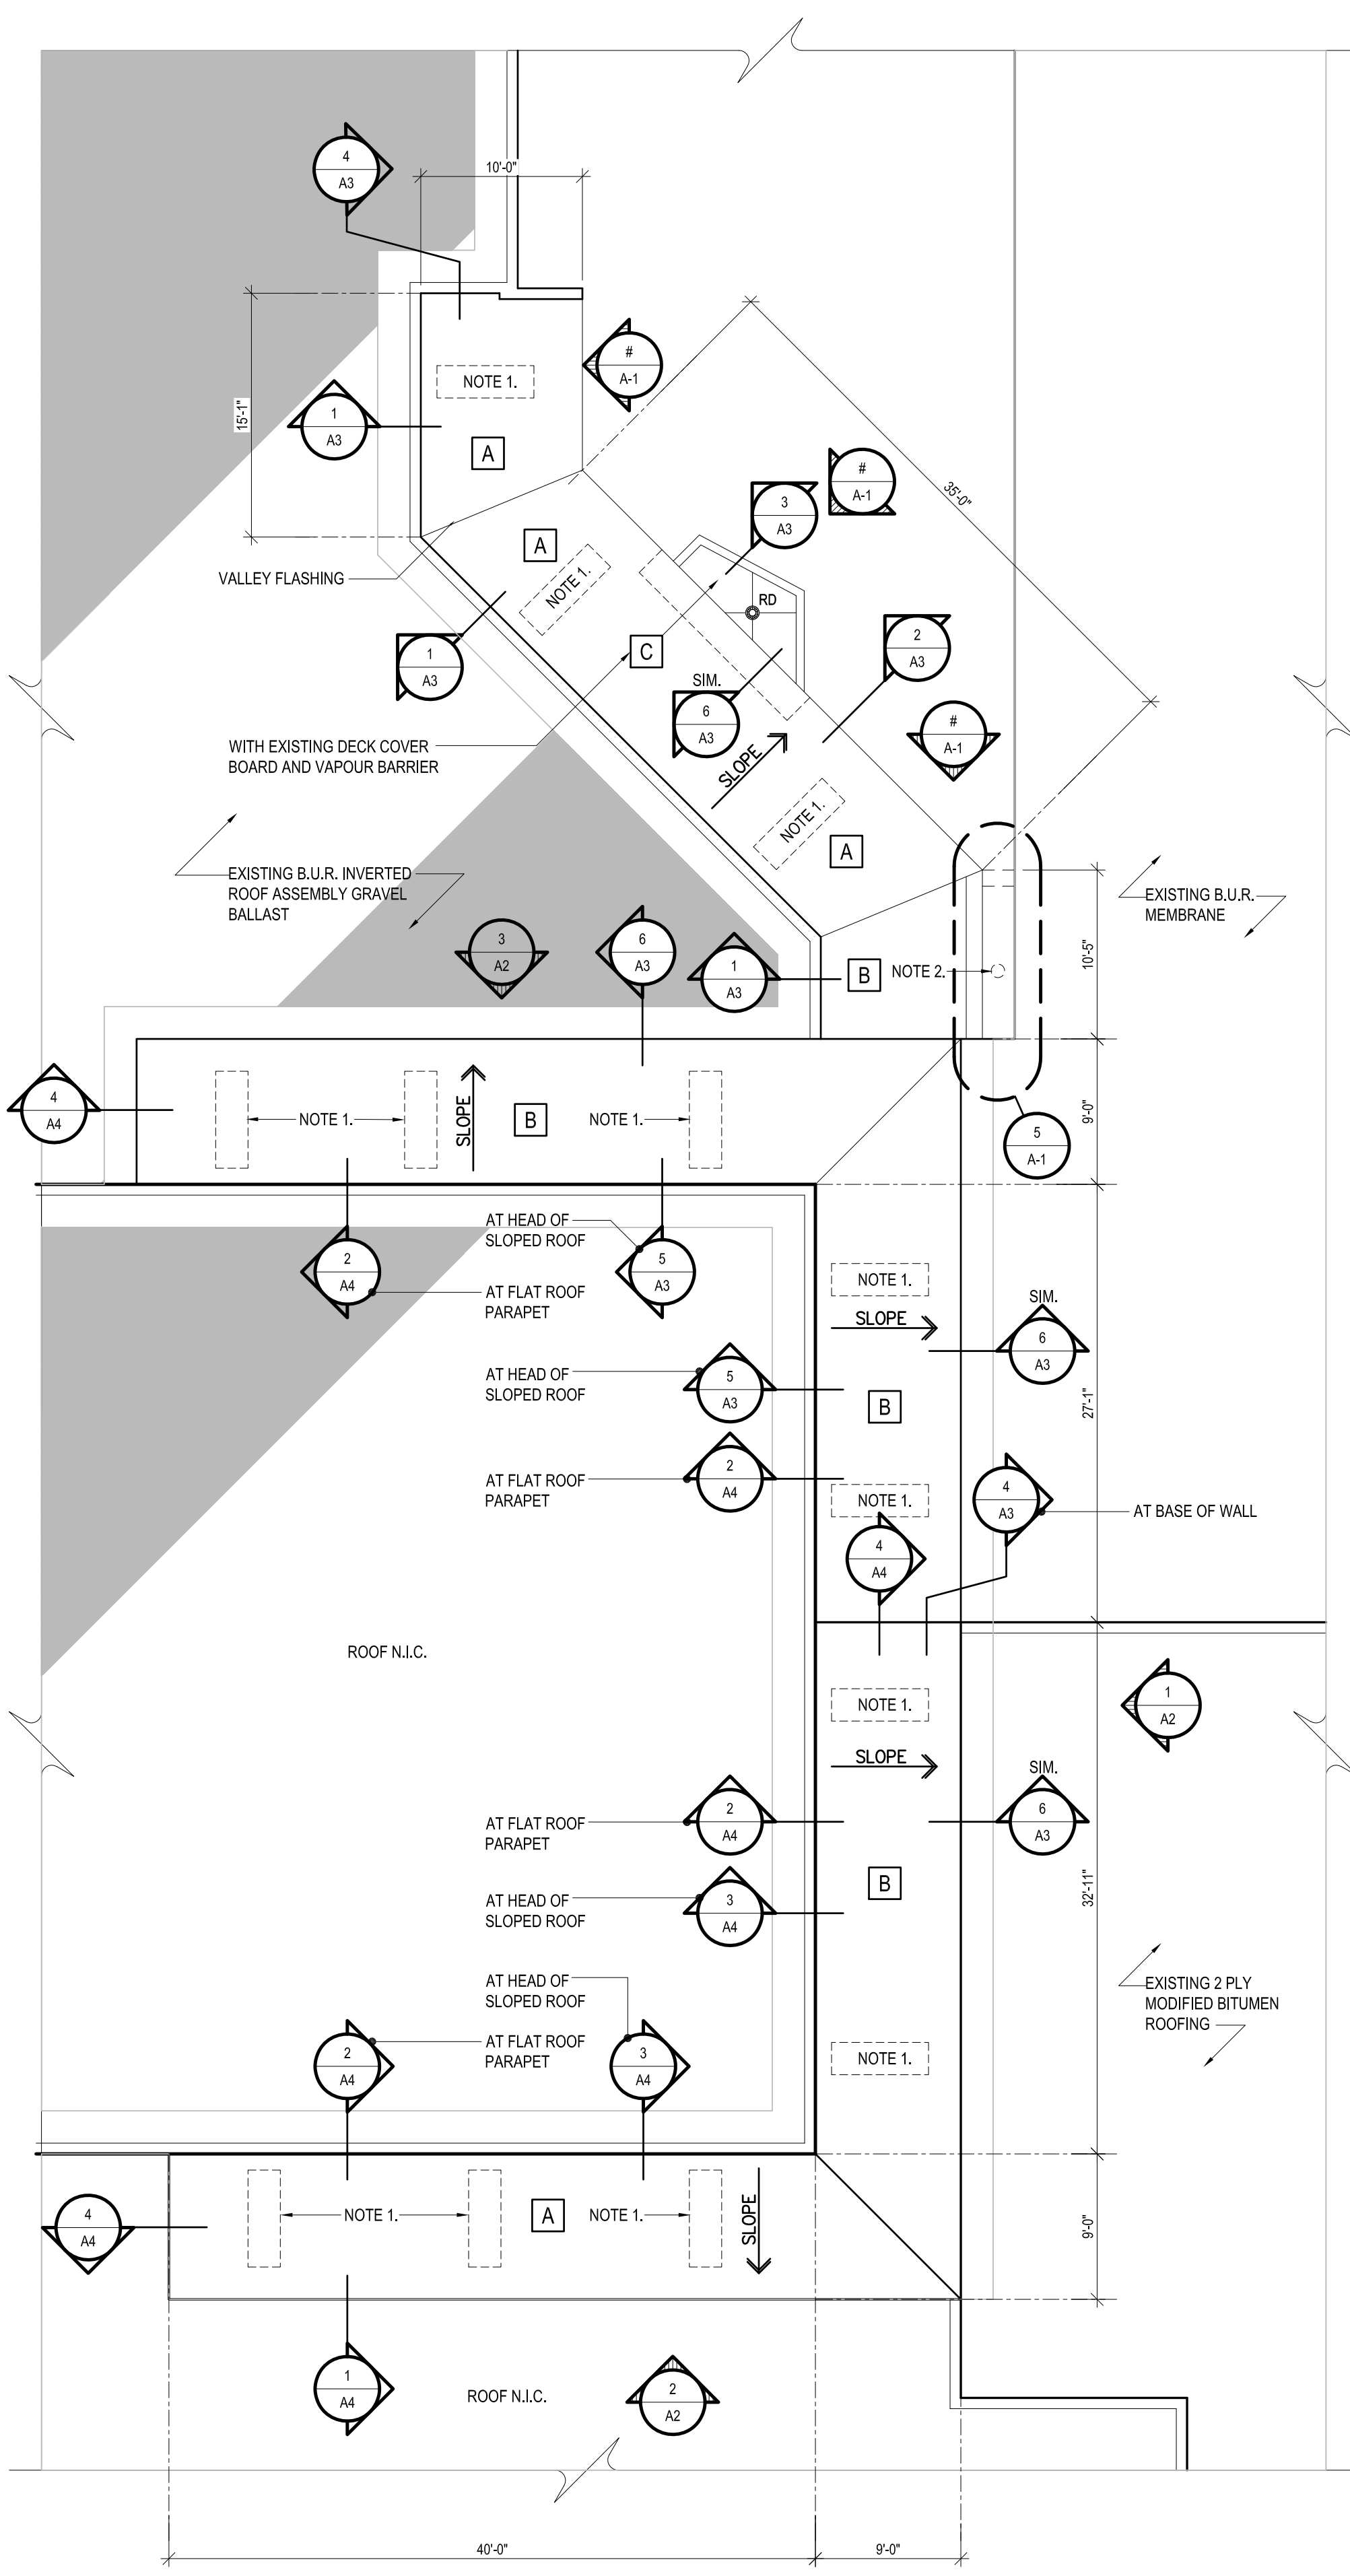 4
A3
10'-0"
15'-1"
NOTE 1.
#
A-1
1
A3
A
35'-0"
#
A-1
3
A3
A
NOTE 1.
VALLEY FLASHING
RD
1
A3
C
2
A3
SIM.
6
A3
#
A-1
WITH EXISTING DECK COVER
BOARD AND VAPOUR BARRIER
SLOPE
NOTE 1.
A
EXISTING B.U.R. INVERTED
ROOF ASSEMBLY GRAVEL
BALLAST
EXISTING B.U.R.
MEMBRANE
3
A2
6
A3
1
A3
B
NOTE 2.
10'-5"
4
A4
NOTE 1.
SLOPE
B
NOTE 1.
9'-0"
5
A-1
AT HEAD OF
SLOPED ROOF
2
A4
5
A3
AT FLAT ROOF
PARAPET
NOTE 1.
SLOPE
SIM.
6
A3
AT HEAD OF
SLOPED ROOF
5
A3
B
27'-1"
AT FLAT ROOF
PARAPET
2
A4
NOTE 1.
4
A3
AT BASE OF WALL
4
A4
ROOF N.I.C.
NOTE 1.
1
A2
SLOPE
SIM.
6
A3
AT FLAT ROOF
PARAPET
2
A4
B
32'-11"
AT HEAD OF
SLOPED ROOF
3
A4
AT HEAD OF
SLOPED ROOF
EXISTING 2 PLY
MODIFIED BITUMEN
ROOFING
AT FLAT ROOF
PARAPET
2
A4
3
A4
NOTE 1.
4
A4
NOTE 1.
A
NOTE 1.
SLOPE
9'-0"
1
A4
ROOF N.I.C.
2
A2
40'-0"
9'-0"